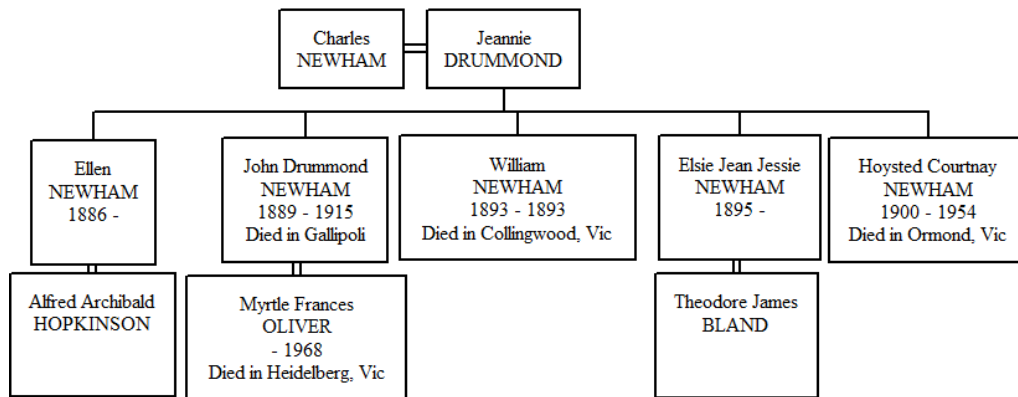 Charles
NEWHAM
Jeannie
DRUMMOND
Ellen
NEWHAM
1886 -
John Drummond
NEWHAM
1889 - 1915
Died in Gallipoli
William
NEWHAM
1893 - 1893
Died in Collingwood, Vic
Elsie Jean Jessie
NEWHAM
1895 -
Hoysted Courtnay
NEWHAM
1900 - 1954
Died in Ormond, Vic
Alfred Archibald
HOPKINSON
Myrtle Frances
OLIVER
- 1968
Died in Heidelberg, Vic
Theodore James
BLAND